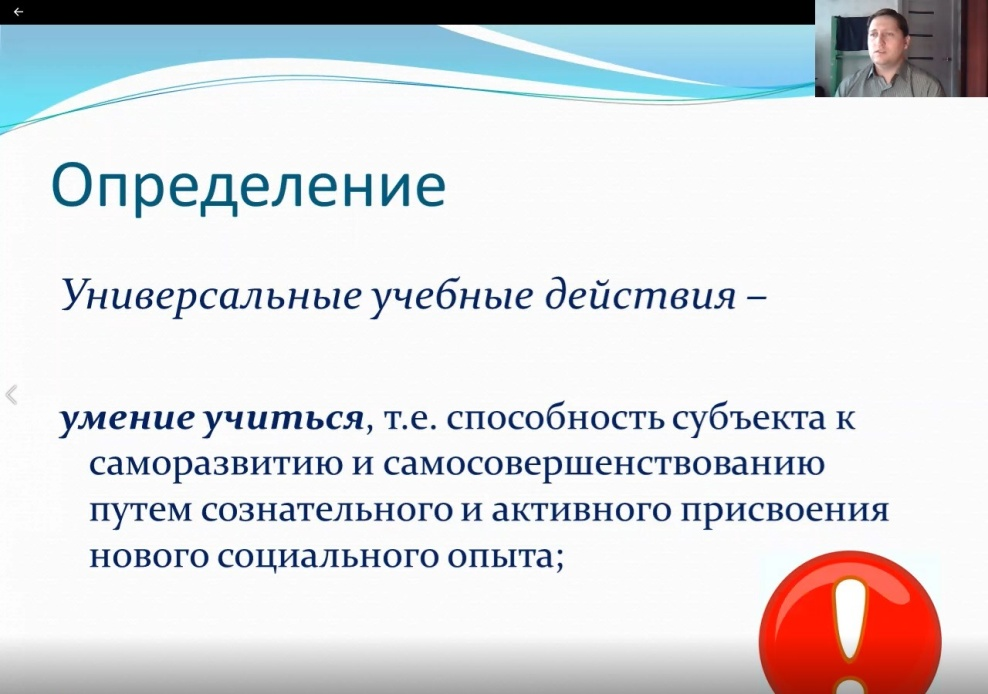 Определение
Универсальные учебные действия –
умение учиться, т.е. способность субъекта к
саморазвитию и самосовершенствованию
путем сознательного и активного присвоения
нового социального опыта;